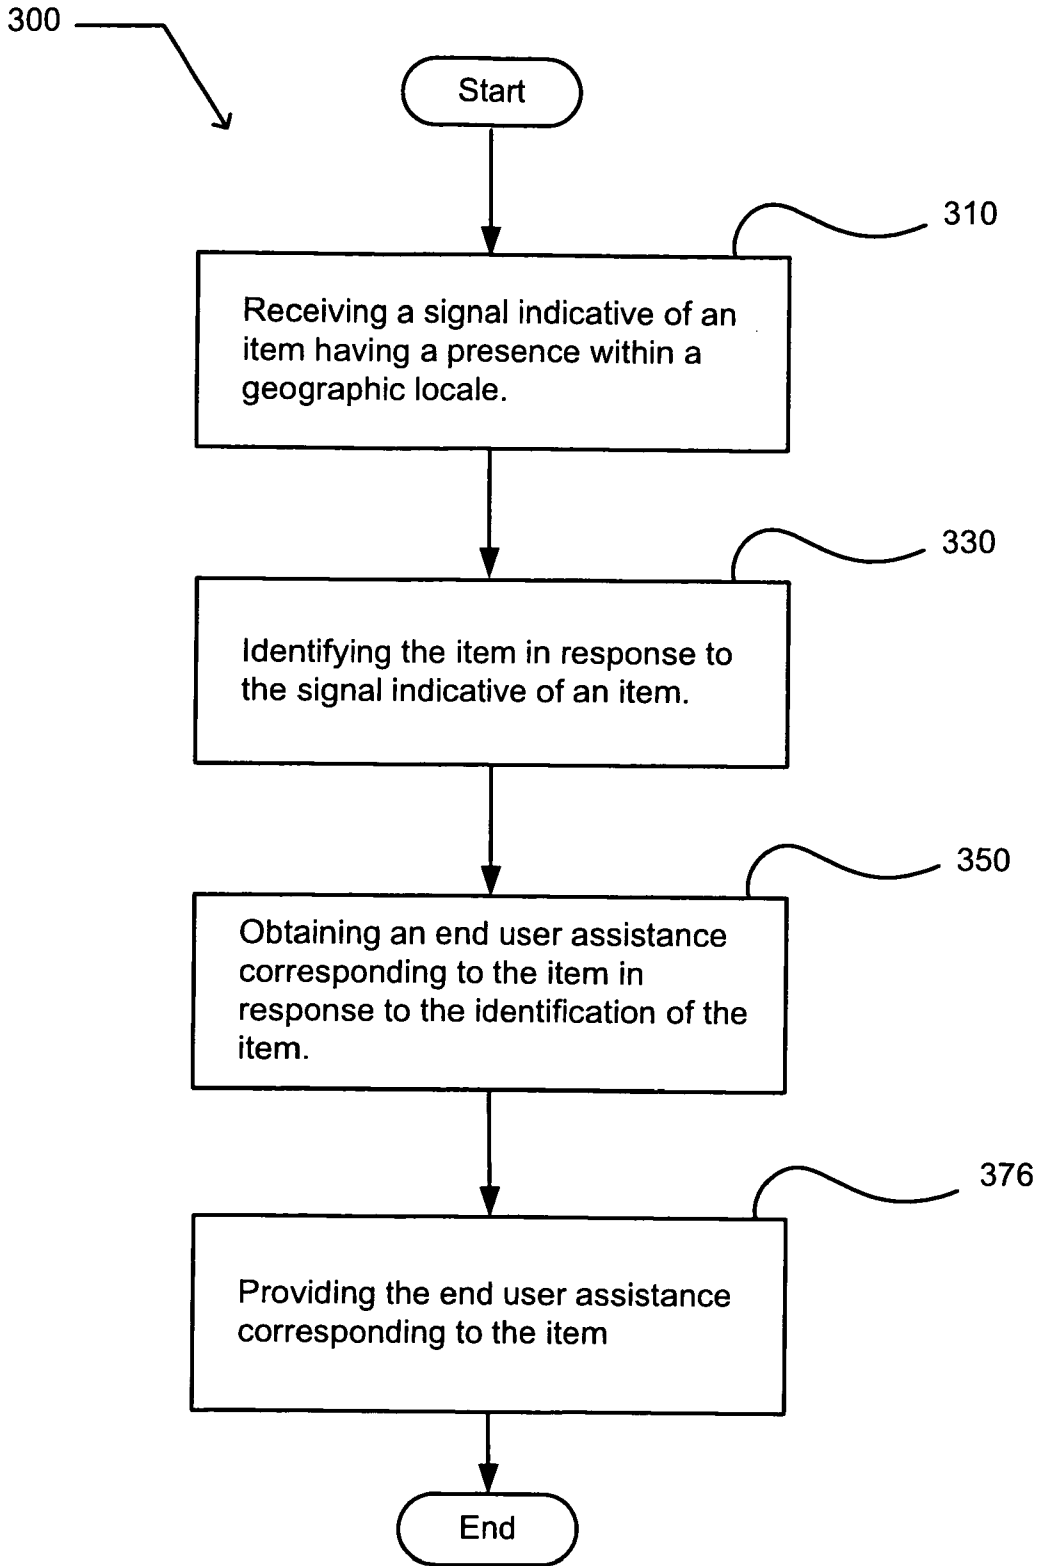 300
Start
310
Receiving a signal indicative of an
item having a presence within a
geographic locale.
330
Identifying the item in response to
the signal indicative of an item.
350
Obtaining an end user assistance
corresponding to the item in
response to the identification of the
item.
376
Providing the end user assistance
corresponding to the item
End